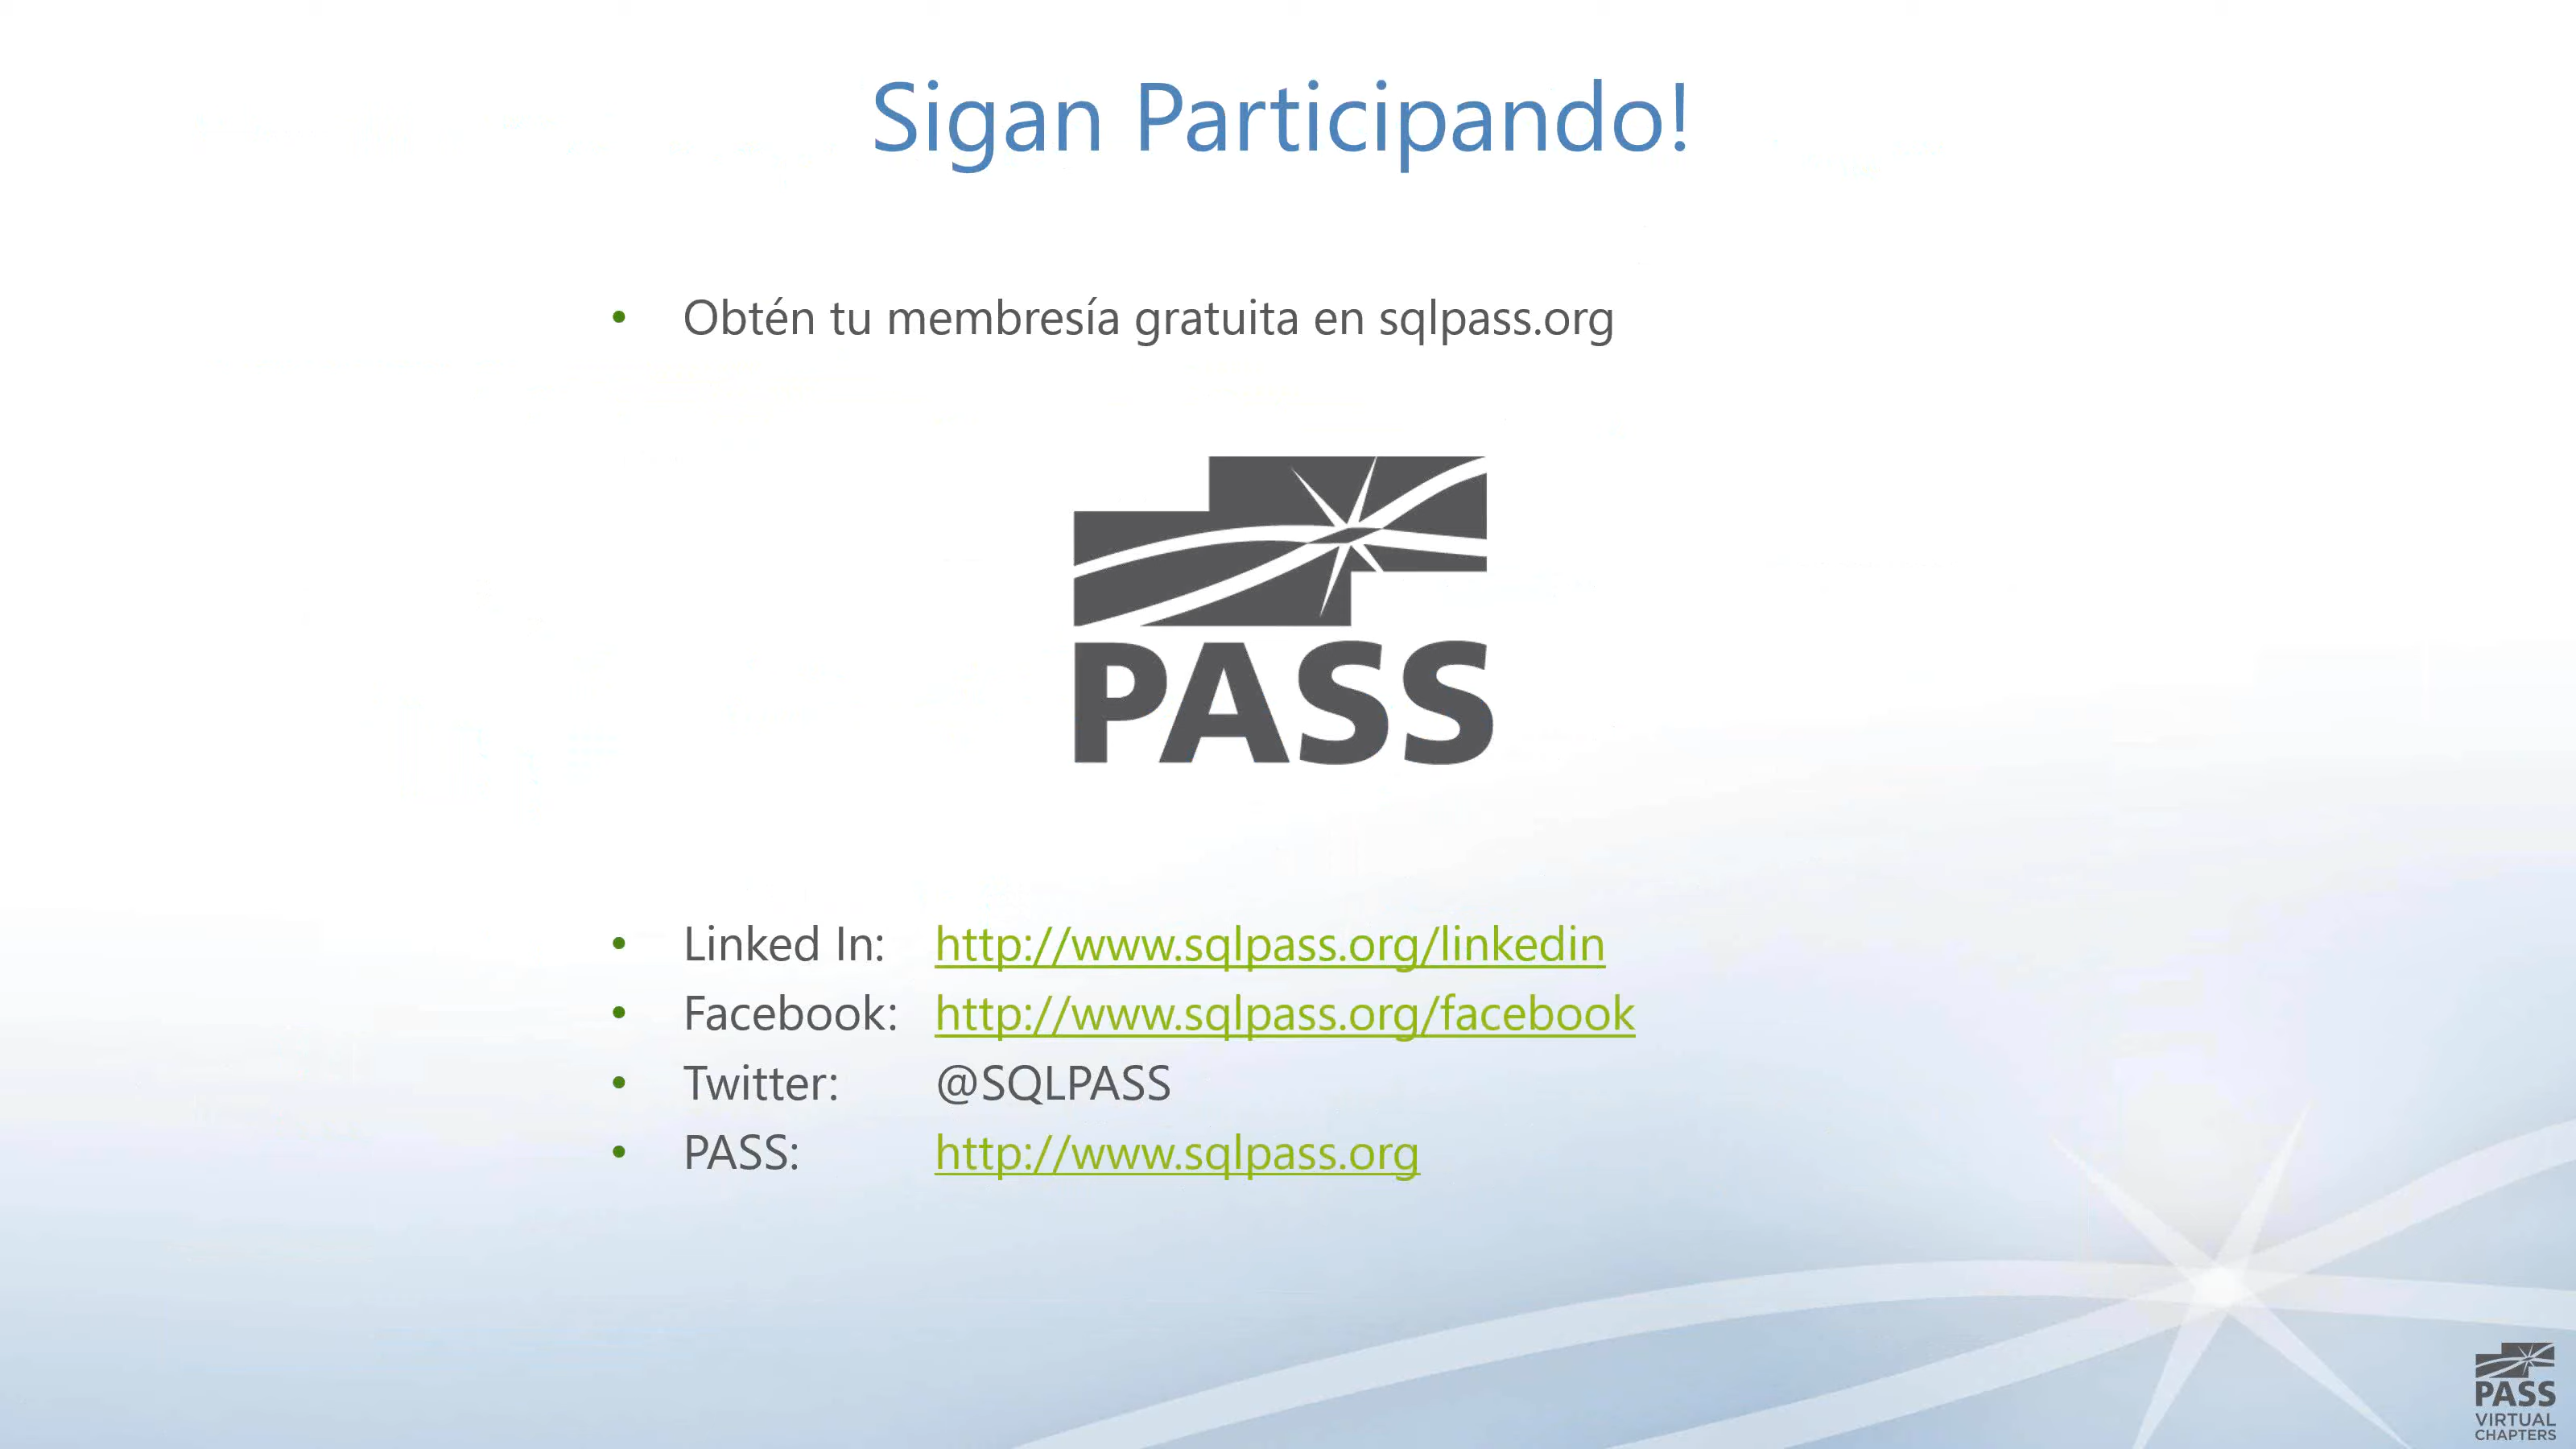 Sigan Participando!
• Obtén tu membresía gratuita en sqlpass.org
PASS
• Linked In: http://www.sqlpass.org/linkedin
• Facebook: http://www.sqlpass.org/facebook
• Twitter: @SQLPASS
• PASS: http://www.sqlpass.org
PASS
VIRTUAL
CHAPTERS